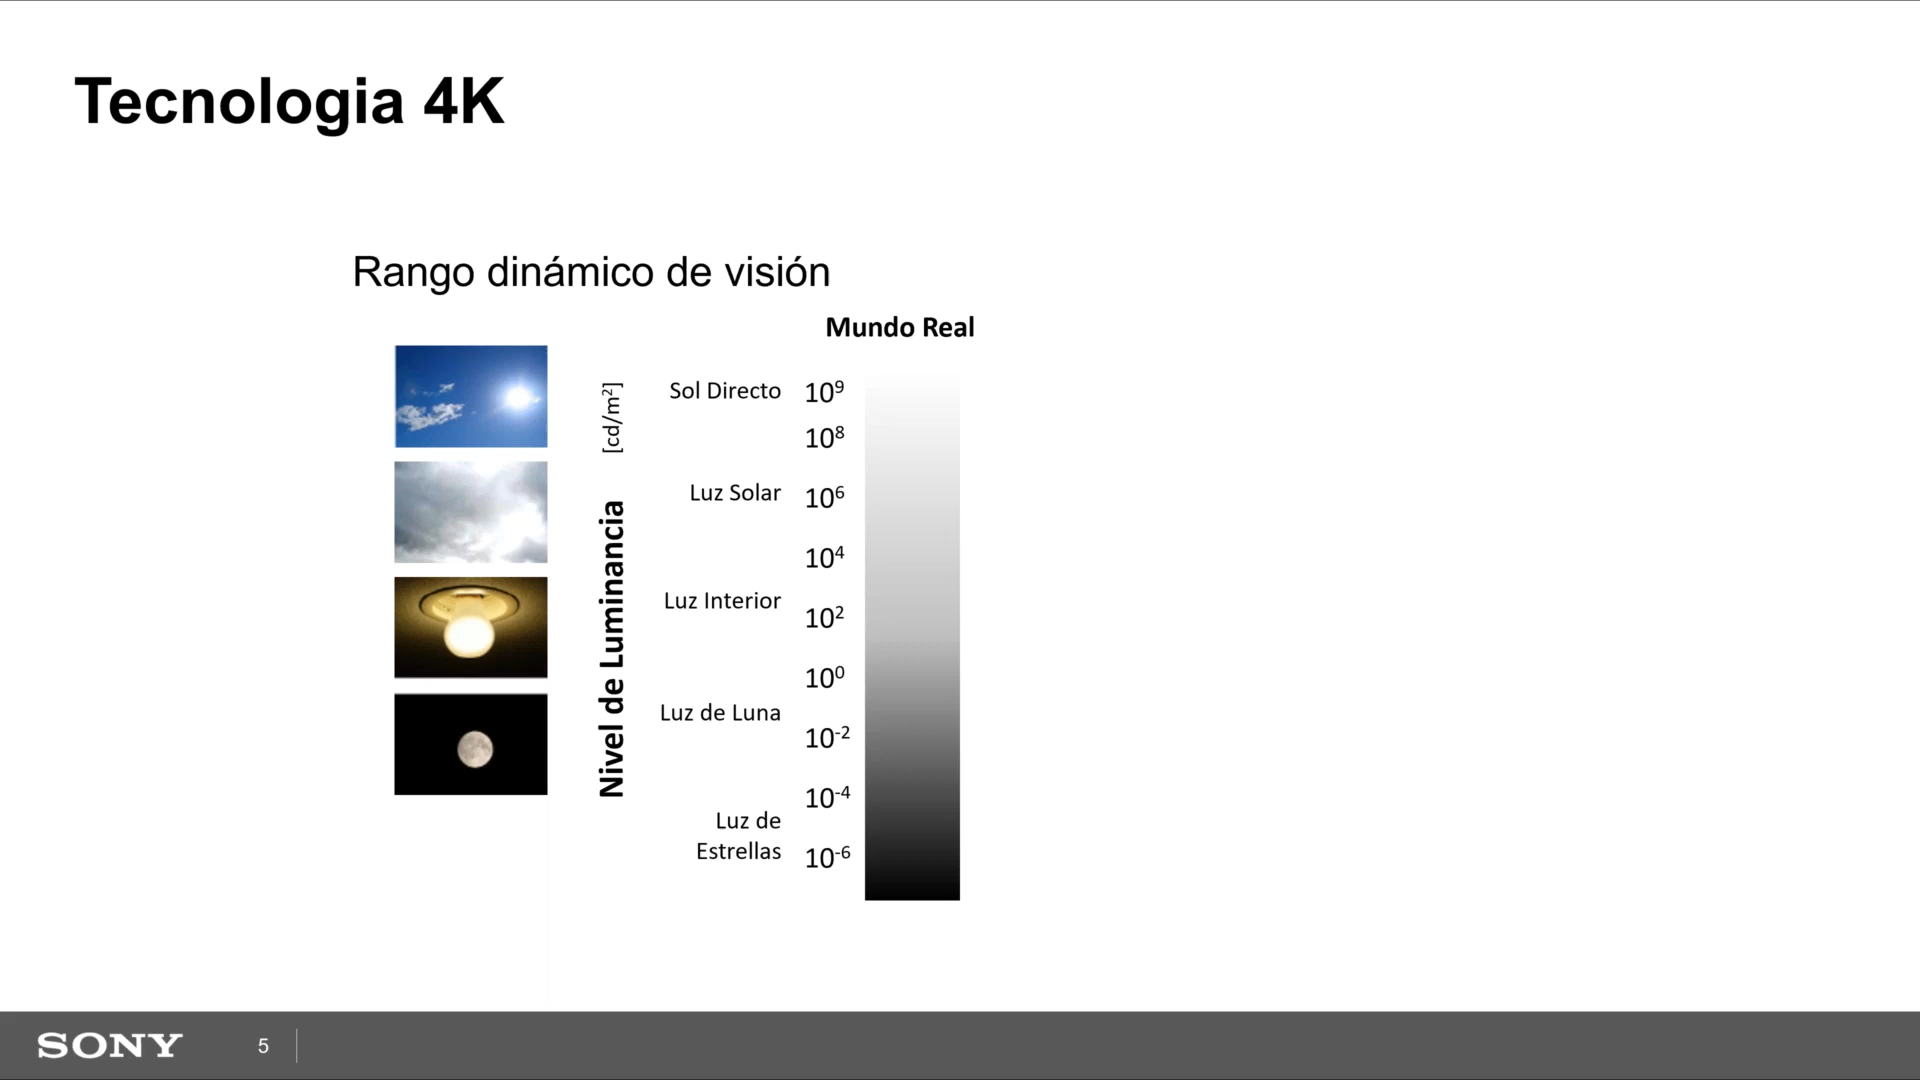 Tecnologia 4K
Rango dinámico de visión
Mundo Real
Nivel de Luminancia [cd/m²]
Sol Directo 10⁹
10⁸
Luz Solar 10⁶
10⁴
Luz Interior 10²
10⁰
Luz de Luna 10⁻²
10⁻⁴
Luz de
Estrellas 10⁻⁶
SONY 5